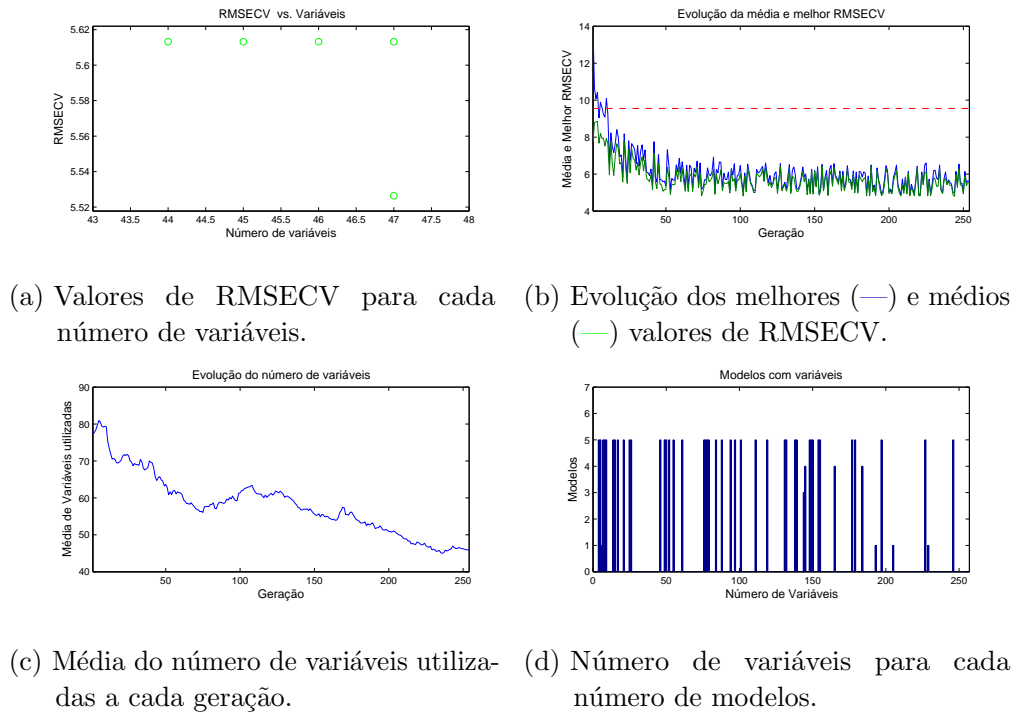 RMSECV vs. Variáveis
5.62
5.6
5.58
5.56
5.54
5.52
RMSECV
43 43.5 44 44.5 45 45.5 46 46.5 47 47.5 48
Número de variáveis
(a) Valores de RMSECV para cada
número de variáveis.
Evolução da média e melhor RMSECV
14
12
10
8
6
4
Média e Melhor RMSECV
50 100 150 200 250
Geração
(b) Evolução dos melhores (—) e médios
(—) valores de RMSECV.
Evolução do número de variáveis
90
80
70
60
50
40
Média de Variáveis utilizadas
50 100 150 200 250
Geração
(c) Média do número de variáveis utiliza-
das a cada geração.
Modelos com variáveis
7
6
5
4
3
2
1
0
Modelos
0 50 100 150 200 250
Número de Variáveis
(d) Número de variáveis para cada
número de modelos.